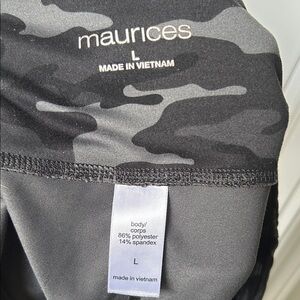 maurices
L
MADE IN VIETNAM
body/
corps
86% polyester
14% spandex
L
made in vietnam